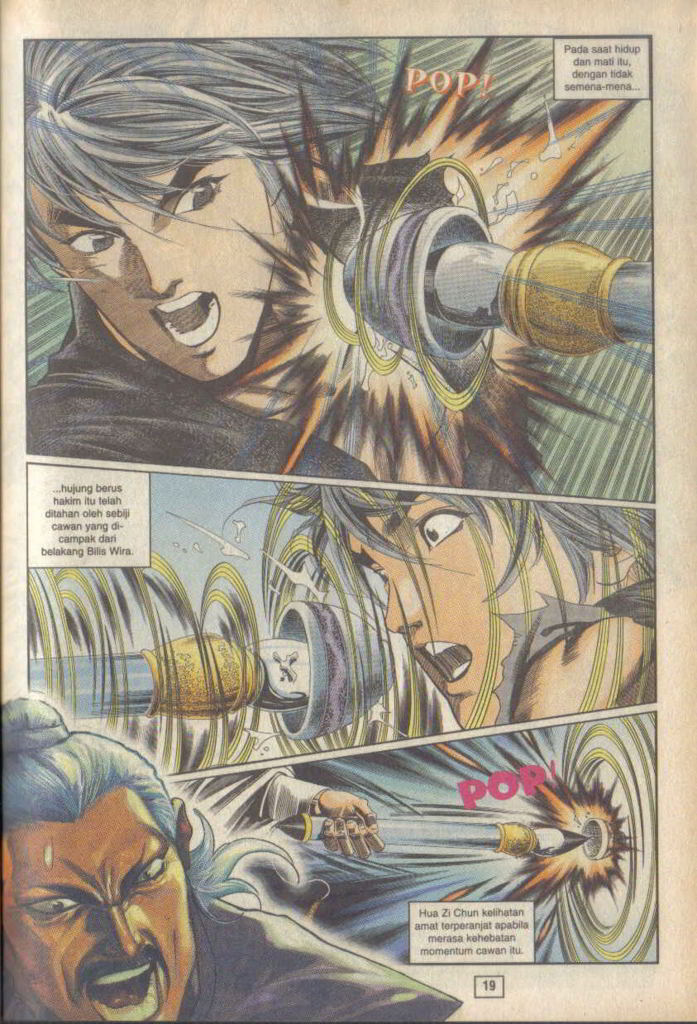 Pada saat hidup
dan mati itu,
dengan tidak
semena-mena...
POP!
...hujung berus
hakim itu telah
ditahan oleh sebiji
cawan yang di-
campak dari
belakang Bilis Wira.
POP!
Hua Zi Chun kelihatan
amat terperanjat apabila
merasa kehebatan
momentum cawan itu.
19